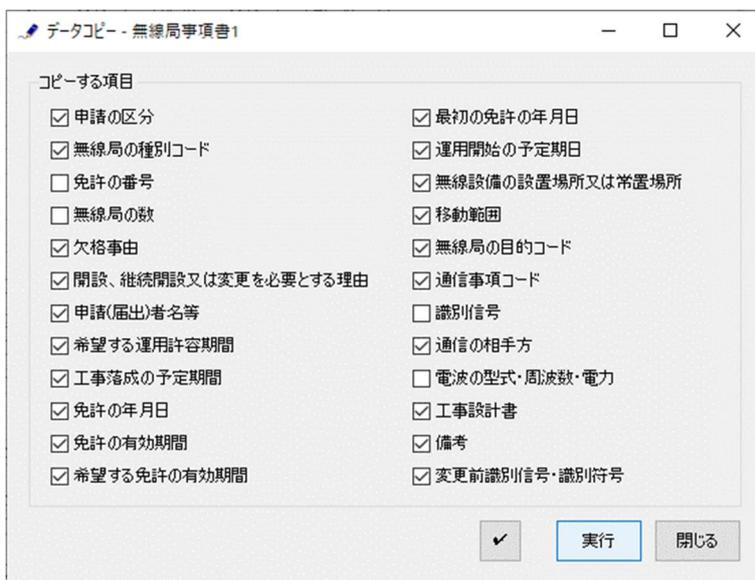 データコピー - 無線局事項書1
コピーする項目
申請の区分
無線局の種別コード
免許の番号
無線局の数
欠格事由
開設、継続開設又は変更を必要とする理由
申請(届出)者名等
希望する運用許容期間
工事落成の予定期間
免許の年月日
免許の有効期間
希望する免許の有効期間
最初の免許の年月日
運用開始の予定期日
無線設備の設置場所又は常置場所
移動範囲
無線局の目的コード
通信事項コード
識別信号
通信の相手方
電波の型式・周波数・電力
工事設計書
備考
変更前識別信号・識別符号
実行
閉じる